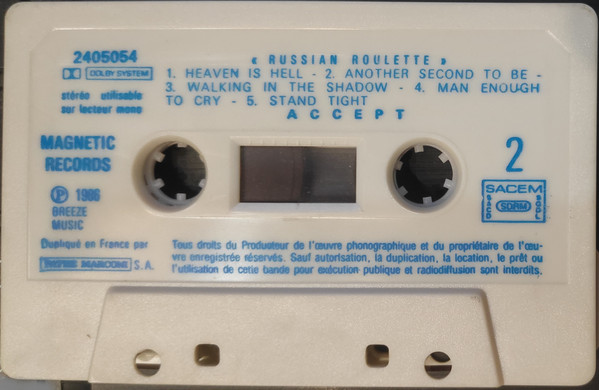 2405054
« RUSSIAN ROULETTE »
DOLBY SYSTEM
1. HEAVEN IS HELL - 2. ANOTHER SECOND TO BE -
3. WALKING IN THE SHADOW - 4. MAN ENOUGH
TO CRY - 5. STAND TIGHT
stéréo utilisable
sur lecteur mono
ACCEPT
MAGNETIC
RECORDS
2
℗ 1986
BREEZE
MUSIC
SACEM
SACD
SDRM
SGDL
Dupliqué en France par
PATHE MARCONI S.A.
Tous droits du Producteur de l'œuvre phonographique et du propriétaire de l'œu-
vre enregistrée réservés. Sauf autorisation, la duplication, la location, le prêt ou
l'utilisation de cette bande pour exécution publique et radiodiffusion sont interdits.